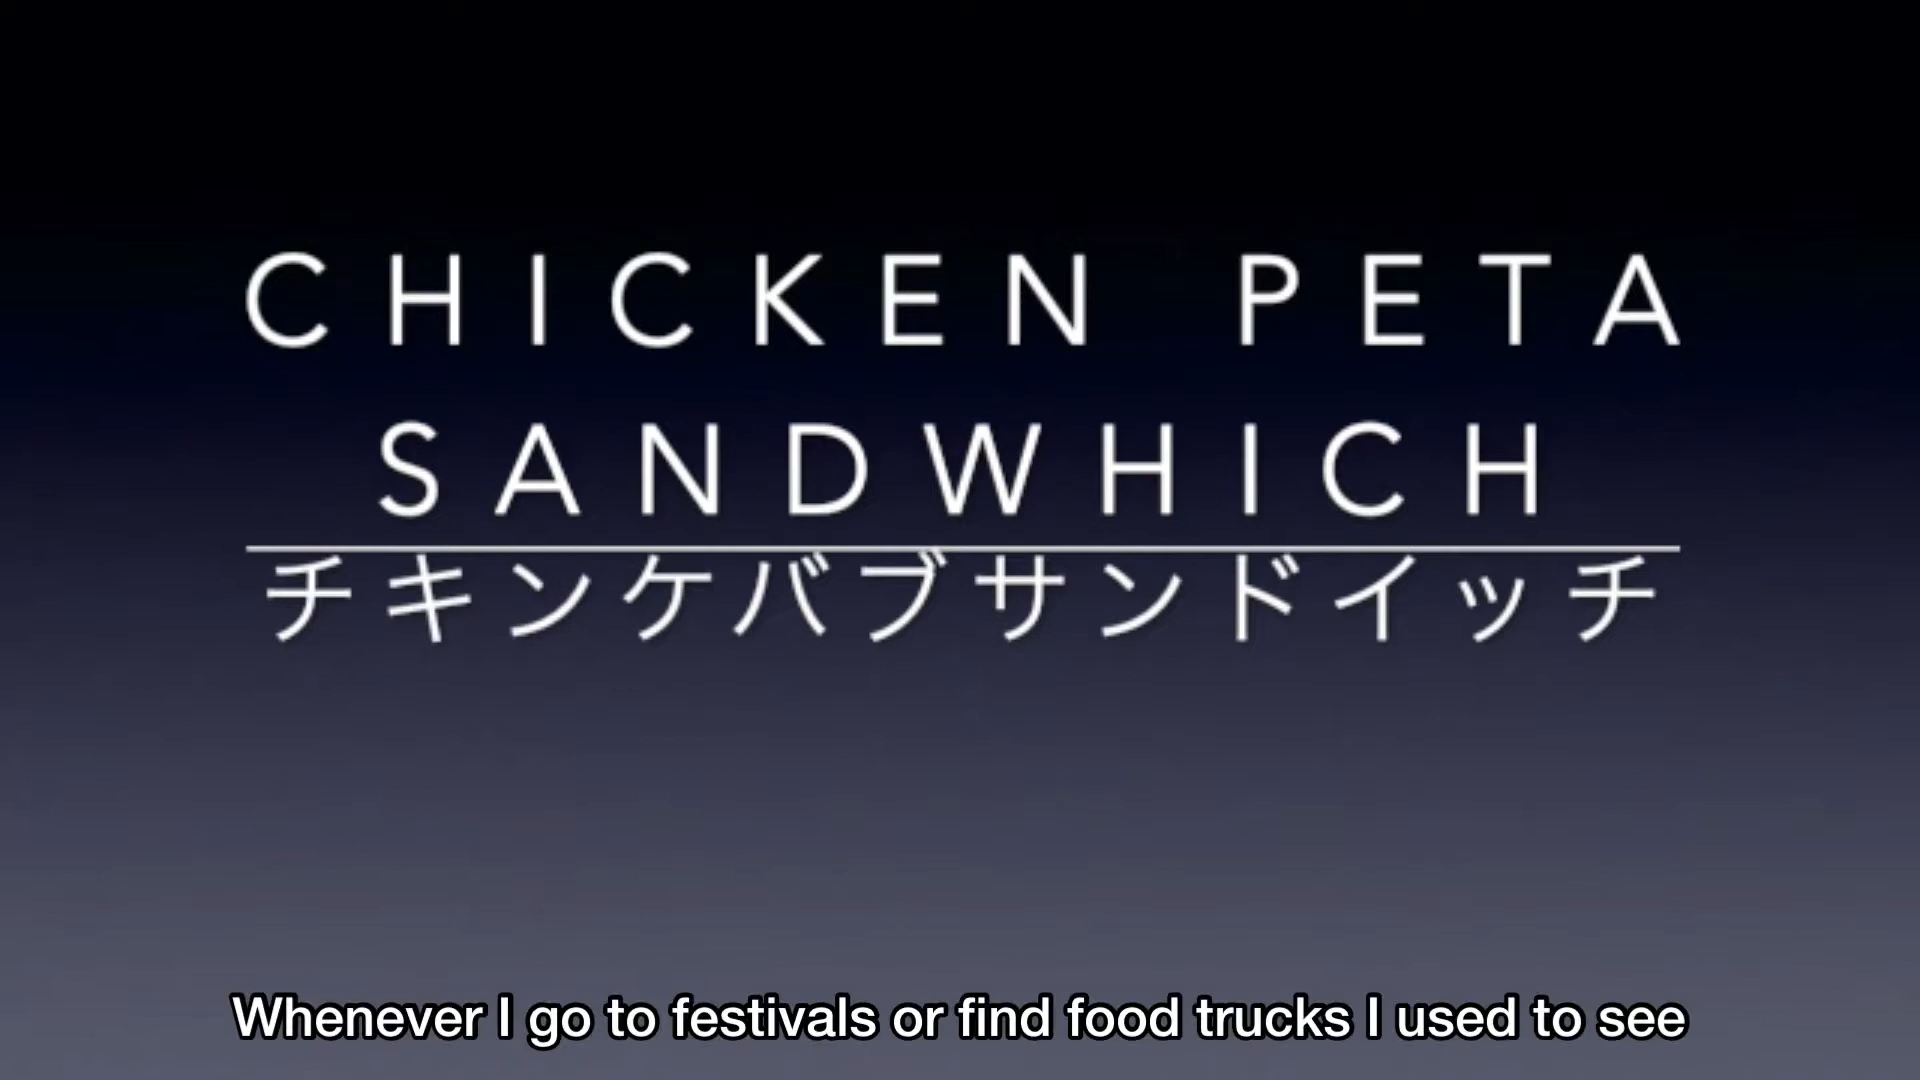 CHICKEN PETA
SANDWHICH
チキンケバブサンドイッチ
Whenever I go to festivals or find food trucks I used to see